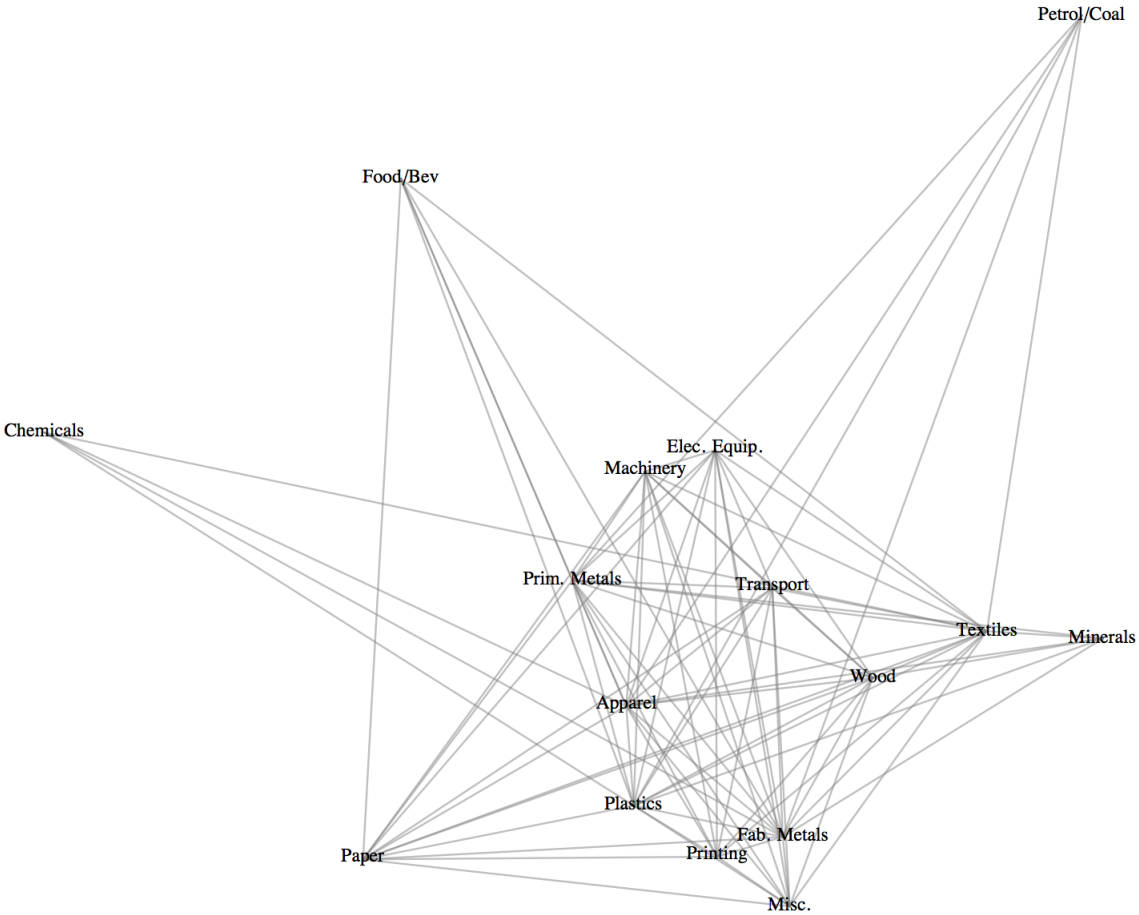 Petrol/Coal
Food/Bev
Chemicals
Elec. Equip.
Machinery
Prim. Metals
Transport
Textiles
Minerals
Wood
Apparel
Plastics
Fab. Metals
Printing
Paper
Misc.